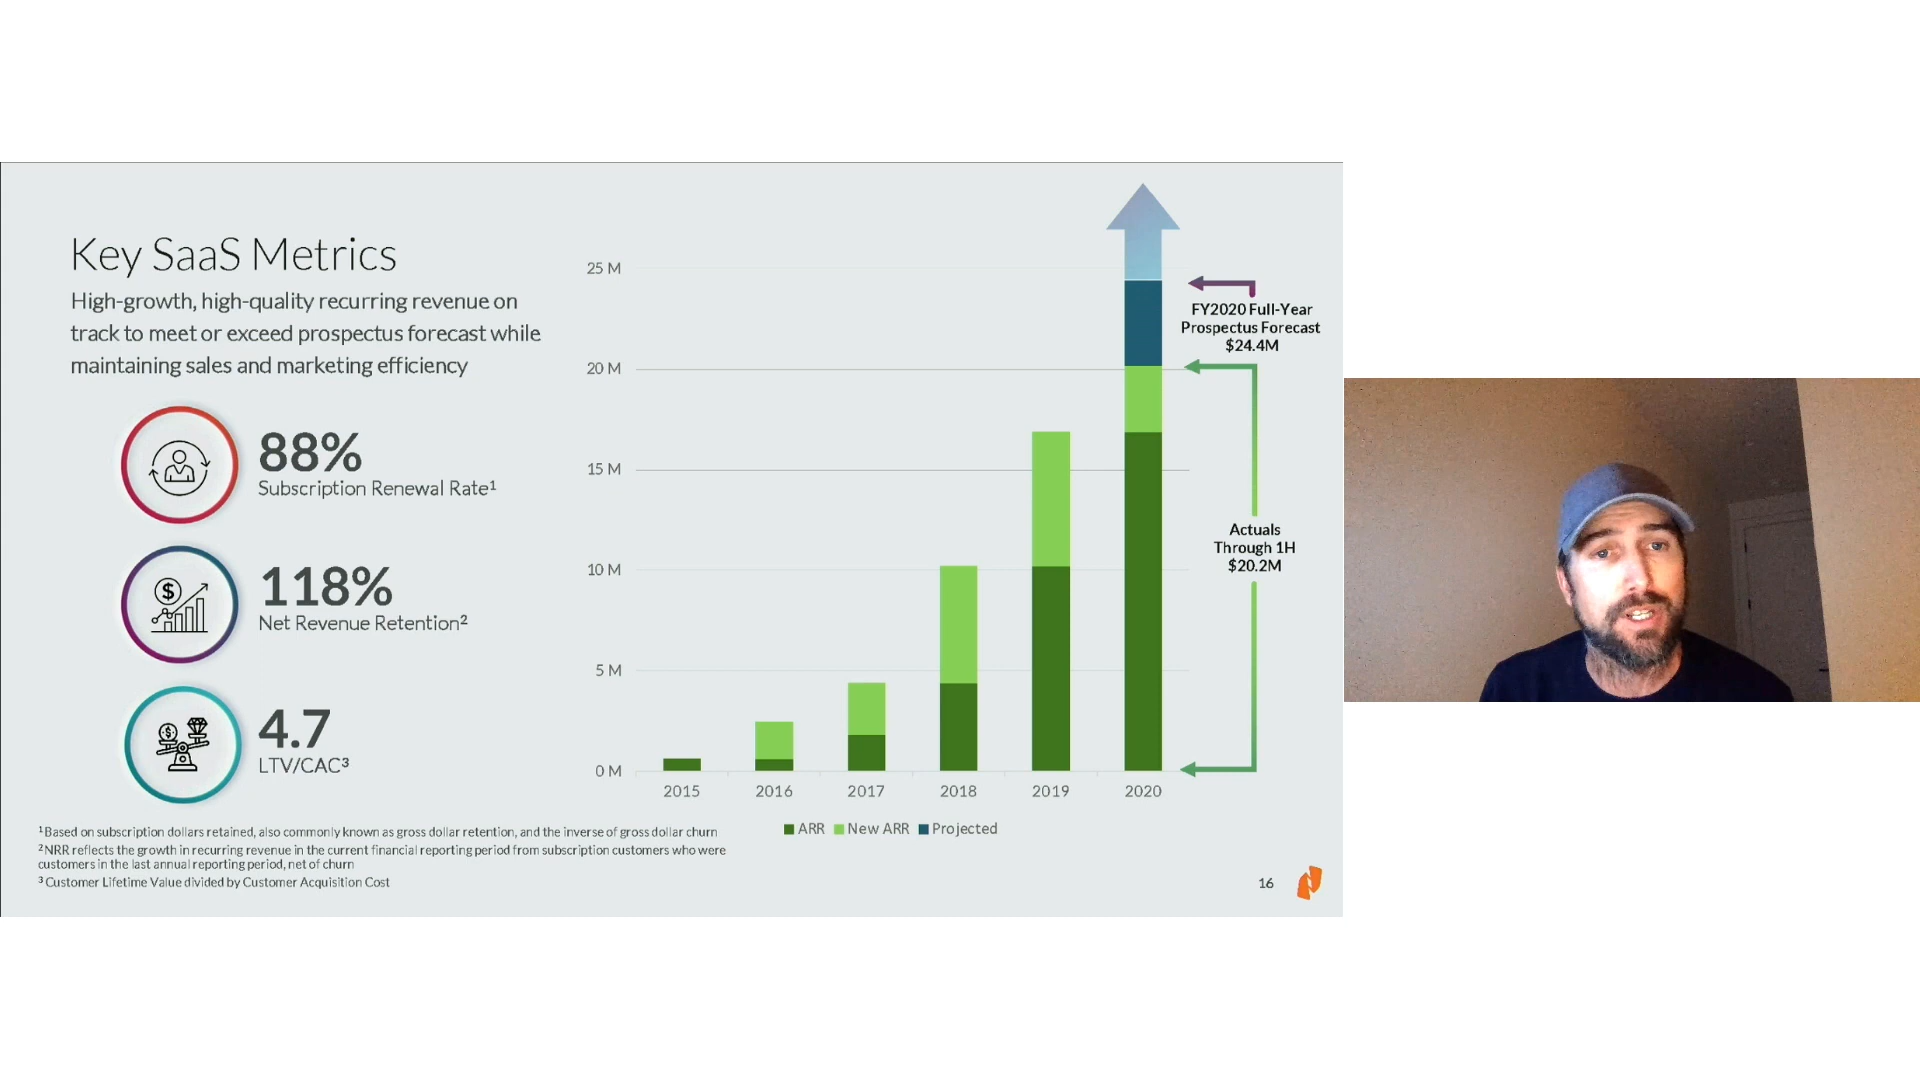 Key SaaS Metrics
High-growth, high-quality recurring revenue on
track to meet or exceed prospectus forecast while
maintaining sales and marketing efficiency
88%
Subscription Renewal Rate¹
$
118%
Net Revenue Retention²
$
4.7
LTV/CAC³
25 M
20 M
15 M
10 M
5 M
0 M
2015 2016 2017 2018 2019 2020
ARR New ARR Projected
FY2020 Full-Year
Prospectus Forecast
$24.4M
Actuals
Through 1H
$20.2M
¹ Based on subscription dollars retained, also commonly known as gross dollar retention, and the inverse of gross dollar churn
² NRR reflects the growth in recurring revenue in the current financial reporting period from subscription customers who were
customers in the last annual reporting period, net of churn
³ Customer Lifetime Value divided by Customer Acquisition Cost
16